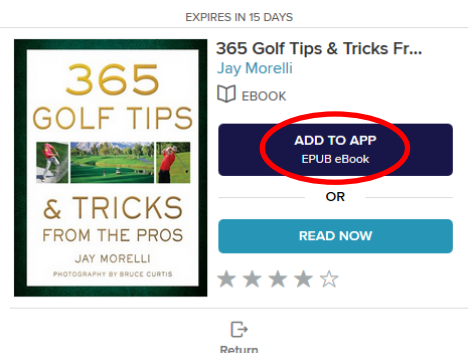 EXPIRES IN 15 DAYS
365 Golf Tips & Tricks Fr...
Jay Morelli
EBOOK
ADD TO APP
EPUB eBook
OR
READ NOW
365
GOLF TIPS
& TRICKS
FROM THE PROS
JAY MORELLI
PHOTOGRAPHY BY BRUCE CURTIS
Return